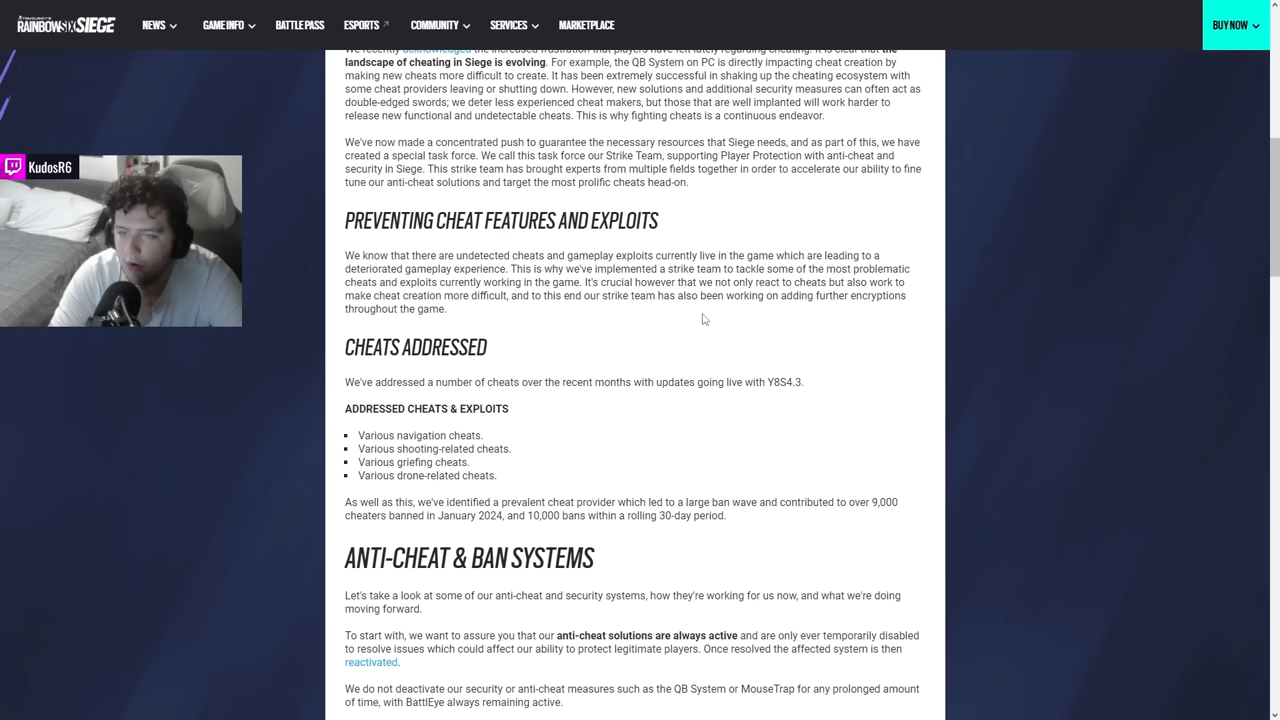 TOM CLANCY'S
RAINBOWSIX SIEGE
NEWS GAME INFO BATTLE PASS ESPORTS COMMUNITY SERVICES MARKETPLACE BUY NOW
We recently acknowledged the increased frustration that players have felt lately regarding cheating. It is clear that the
landscape of cheating in Siege is evolving. For example, the QB System on PC is directly impacting cheat creation by
making new cheats more difficult to create. It has been extremely successful in shaking up the cheating ecosystem with
some cheat providers leaving or shutting down. However, new solutions and additional security measures can often act as
double-edged swords; we deter less experienced cheat makers, but those that are well implanted will work harder to
release new functional and undetectable cheats. This is why fighting cheats is a continuous endeavor.
We've now made a concentrated push to guarantee the necessary resources that Siege needs, and as part of this, we have
created a special task force. We call this task force our Strike Team, supporting Player Protection with anti-cheat and
security in Siege. This strike team has brought experts from multiple fields together in order to accelerate our ability to fine
tune our anti-cheat solutions and target the most prolific cheats head-on.
KudosR6
PREVENTING CHEAT FEATURES AND EXPLOITS
We know that there are undetected cheats and gameplay exploits currently live in the game which are leading to a
deteriorated gameplay experience. This is why we've implemented a strike team to tackle some of the most problematic
cheats and exploits currently working in the game. It's crucial however that we not only react to cheats but also work to
make cheat creation more difficult, and to this end our strike team has also been working on adding further encryptions
throughout the game.
CHEATS ADDRESSED
We've addressed a number of cheats over the recent months with updates going live with Y8S4.3.
ADDRESSED CHEATS & EXPLOITS
Various navigation cheats.
Various shooting-related cheats.
Various griefing cheats.
Various drone-related cheats.
As well as this, we've identified a prevalent cheat provider which led to a large ban wave and contributed to over 9,000
cheaters banned in January 2024, and 10,000 bans within a rolling 30-day period.
ANTI-CHEAT & BAN SYSTEMS
Let's take a look at some of our anti-cheat and security systems, how they're working for us now, and what we're doing
moving forward.
To start with, we want to assure you that our anti-cheat solutions are always active and are only ever temporarily disabled
to resolve issues which could affect our ability to protect legitimate players. Once resolved the affected system is then
reactivated.
We do not deactivate our security or anti-cheat measures such as the QB System or MouseTrap for any prolonged amount
of time, with BattlEye always remaining active.